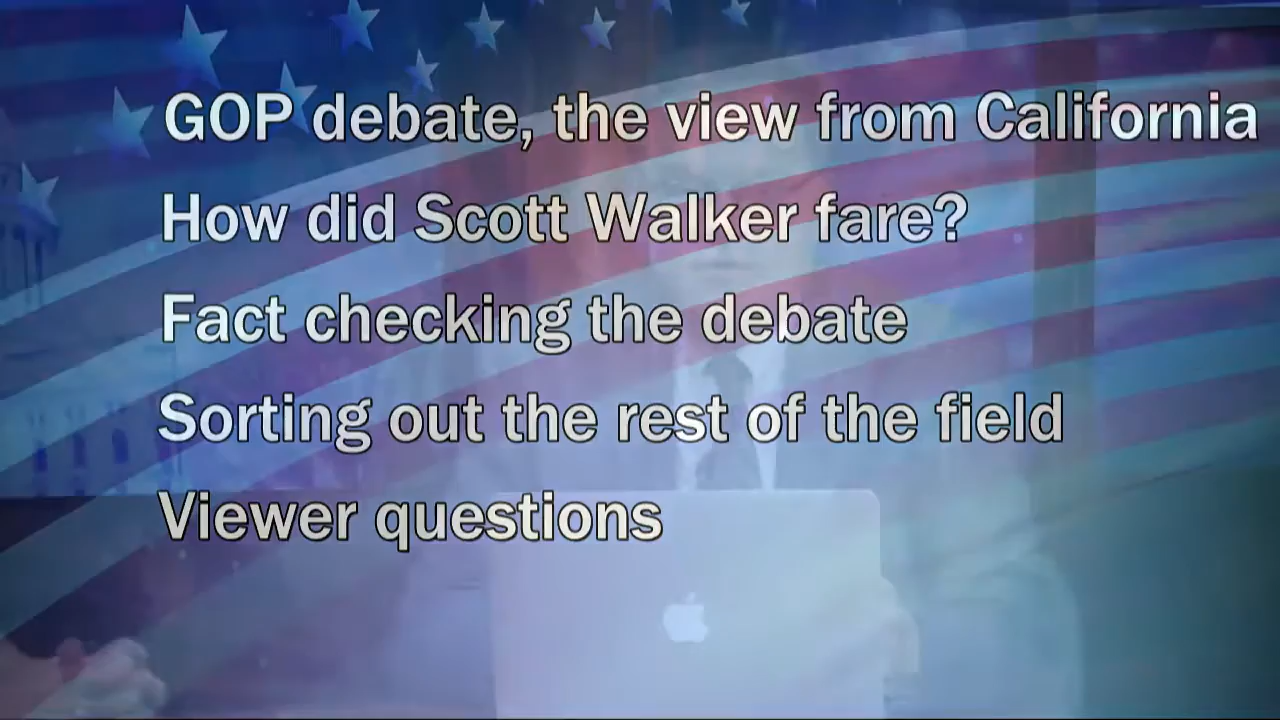 GOP debate, the view from California
How did Scott Walker fare?
Fact checking the debate
Sorting out the rest of the field
Viewer questions